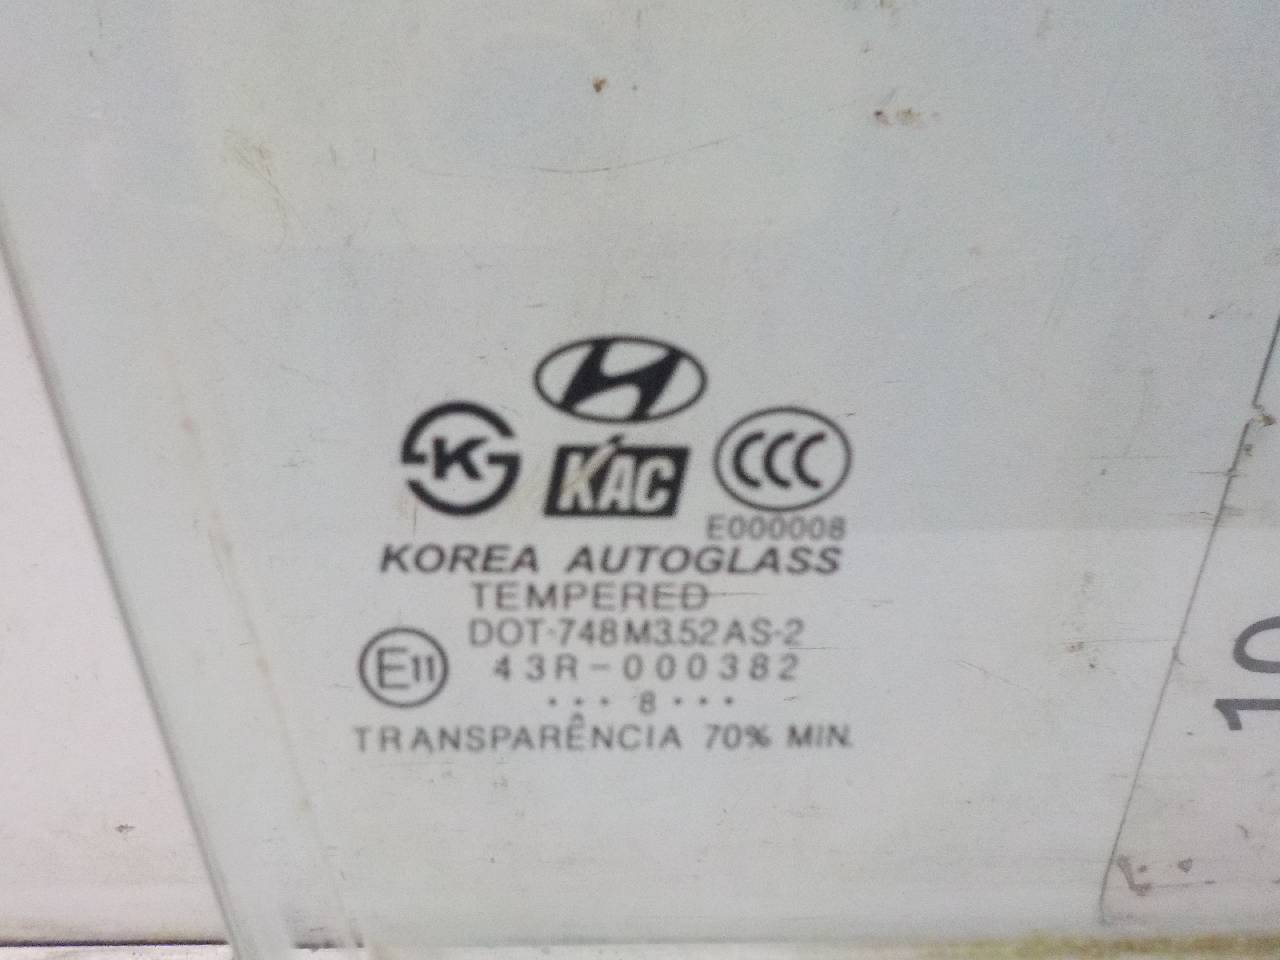 K
KAC
CCC
E000008
KOREA AUTOGLASS
TEMPERED
DOT-748 M3.52 AS-2
E11
43R-000382
···8···
TRANSPARÊNCIA 70% MIN.
10